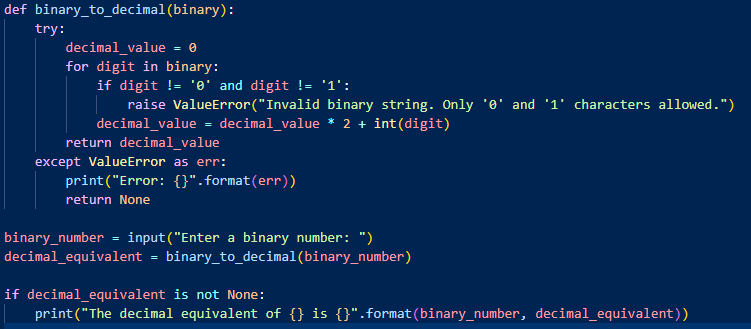 def binary_to_decimal(binary):
    try:
        decimal_value = 0
        for digit in binary:
            if digit != '0' and digit != '1':
                raise ValueError("Invalid binary string. Only '0' and '1' characters allowed.")
            decimal_value = decimal_value * 2 + int(digit)
        return decimal_value
    except ValueError as err:
        print("Error: {}".format(err))
        return None

binary_number = input("Enter a binary number: ")
decimal_equivalent = binary_to_decimal(binary_number)

if decimal_equivalent is not None:
    print("The decimal equivalent of {} is {}".format(binary_number, decimal_equivalent))